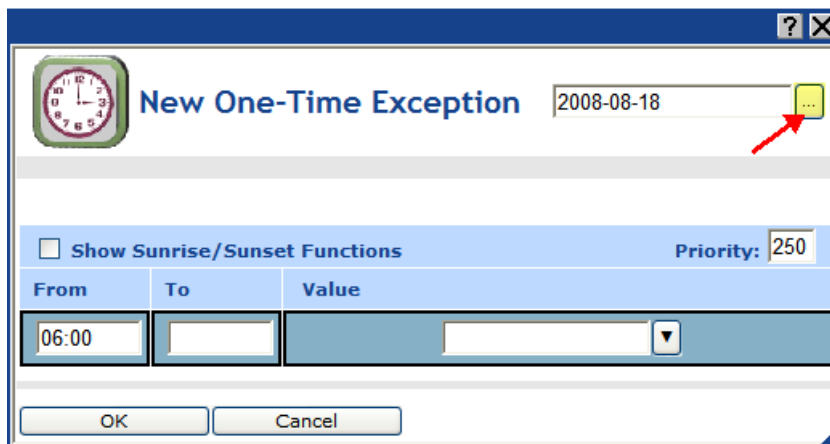 ? X
New One-Time Exception 2008-08-18 ...
Show Sunrise/Sunset Functions Priority: 250
From To Value
06:00
OK Cancel